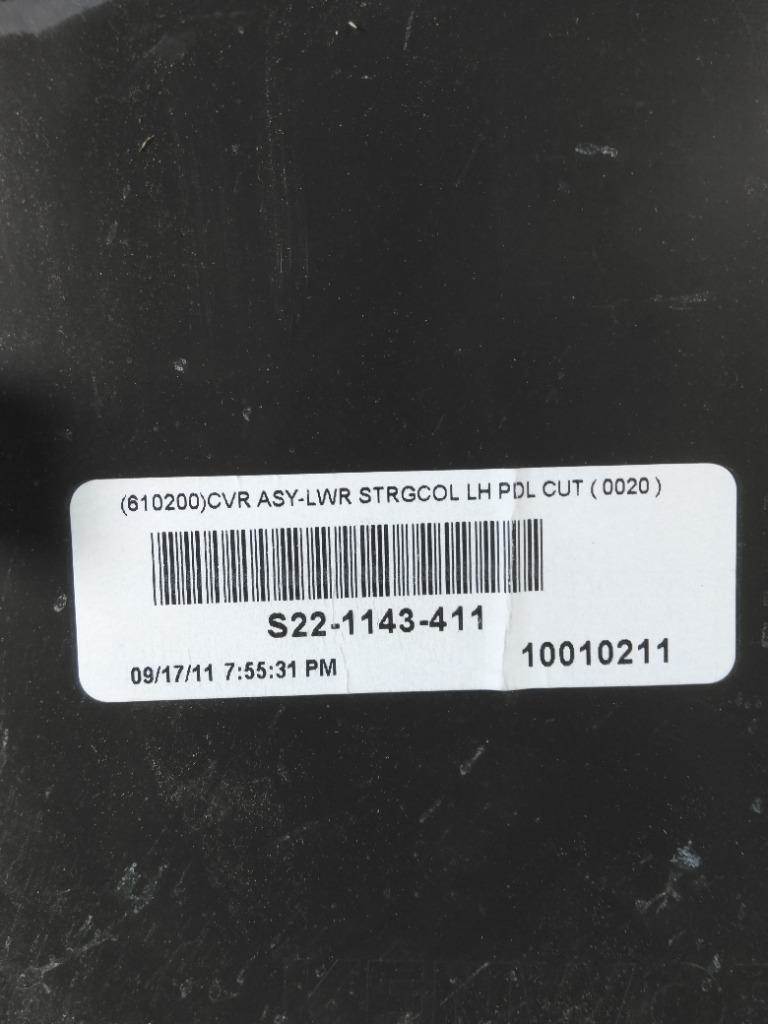 (610200)CVR ASY-LWR STRGCOL LH PDL CUT ( 0020 )
S22-1143-411
09/17/11 7:55:31 PM
10010211